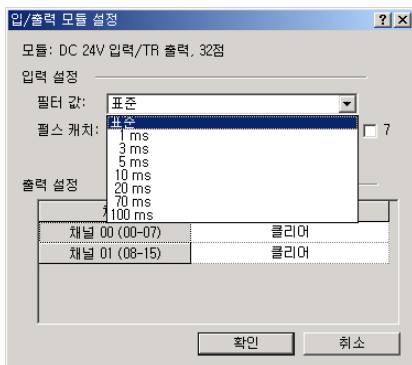 입/출력 모듈 설정
모듈: DC 24V 입력/TR 출력, 32점
입력 설정
필터 값: 표준
펄스 캐치: 7
표준
1 ms
3 ms
5 ms
10 ms
20 ms
70 ms
100 ms
출력 설정
채널 00 (00-07) 클리어
채널 01 (08-15) 클리어
확인 취소